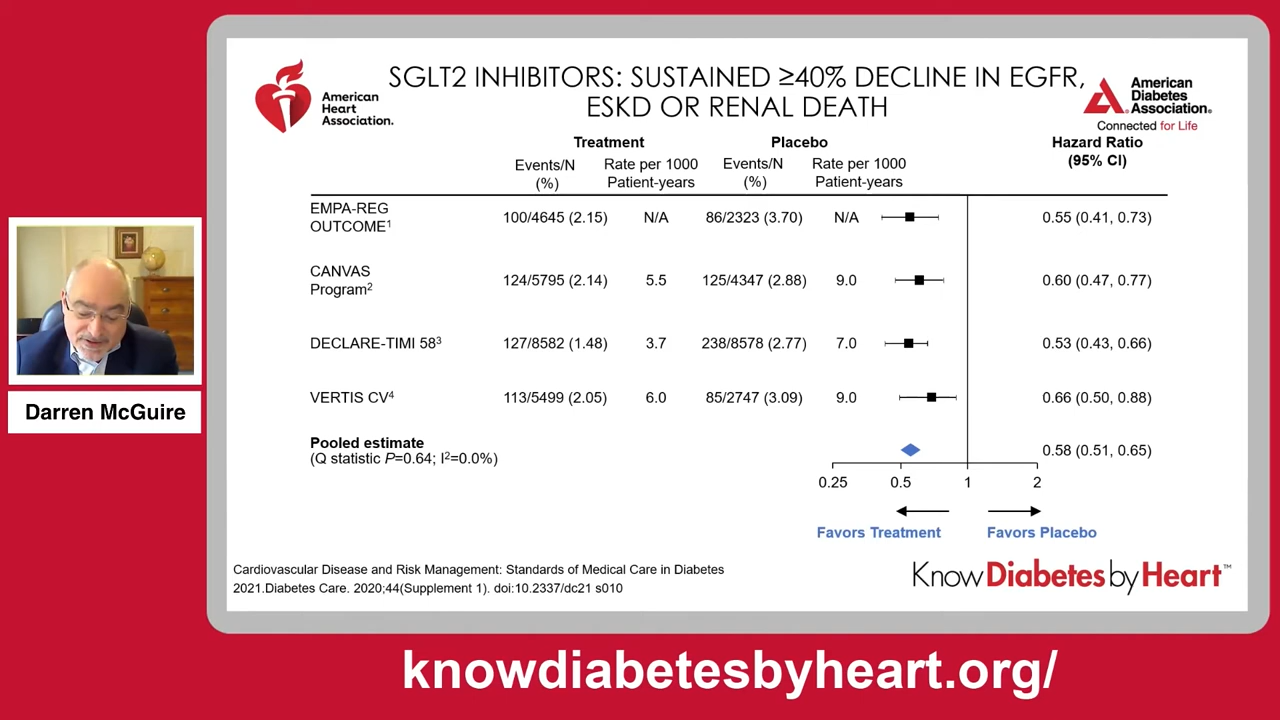 SGLT2 INHIBITORS: SUSTAINED ≥40% DECLINE IN EGFR,
ESKD OR RENAL DEATH
American
Heart
Association.
American
Diabetes
Association®
Connected for Life
Treatment
Placebo
Hazard Ratio
(95% CI)
Events/N
(%)
Rate per 1000
Patient-years
Events/N
(%)
Rate per 1000
Patient-years
EMPA-REG
OUTCOME1
100/4645 (2.15)
N/A
86/2323 (3.70)
N/A
0.55 (0.41, 0.73)
CANVAS
Program2
124/5795 (2.14)
5.5
125/4347 (2.88)
9.0
0.60 (0.47, 0.77)
DECLARE-TIMI 583
127/8582 (1.48)
3.7
238/8578 (2.77)
7.0
0.53 (0.43, 0.66)
VERTIS CV4
113/5499 (2.05)
6.0
85/2747 (3.09)
9.0
0.66 (0.50, 0.88)
Pooled estimate
(Q statistic P=0.64; I2=0.0%)
0.58 (0.51, 0.65)
0.25 0.5 1 2
Favors Treatment
Favors Placebo
Darren McGuire
Cardiovascular Disease and Risk Management: Standards of Medical Care in Diabetes
2021.Diabetes Care. 2020;44(Supplement 1). doi:10.2337/dc21 s010
Know Diabetes by Heart™
knowdiabetesbyheart.org/